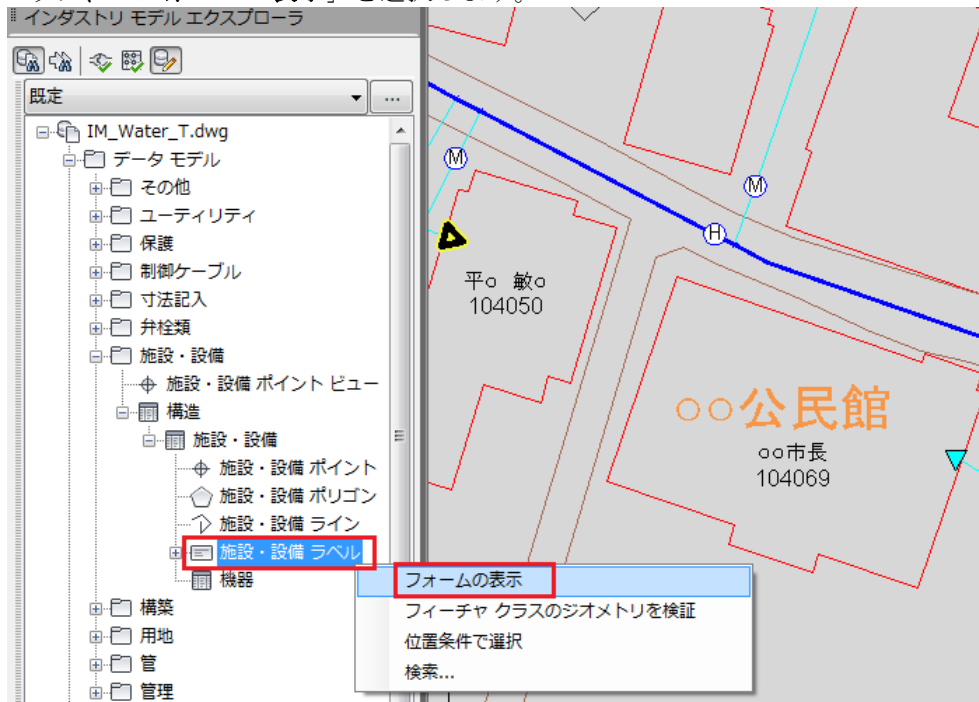 インダストリ モデル エクスプローラ
既定
...
IM_Water_T.dwg
データ モデル
その他
ユーティリティ
保護
制御ケーブル
寸法記入
弁栓類
施設・設備
施設・設備 ポイント ビュー
構造
施設・設備
施設・設備 ポイント
施設・設備 ポリゴン
施設・設備 ライン
施設・設備 ラベル
機器
構築
用地
管
管理
フォームの表示
フィーチャ クラスのジオメトリを検証
位置条件で選択
検索...
M
M
H
平○ 敏○
104050
○○公民館
○○市長
104069